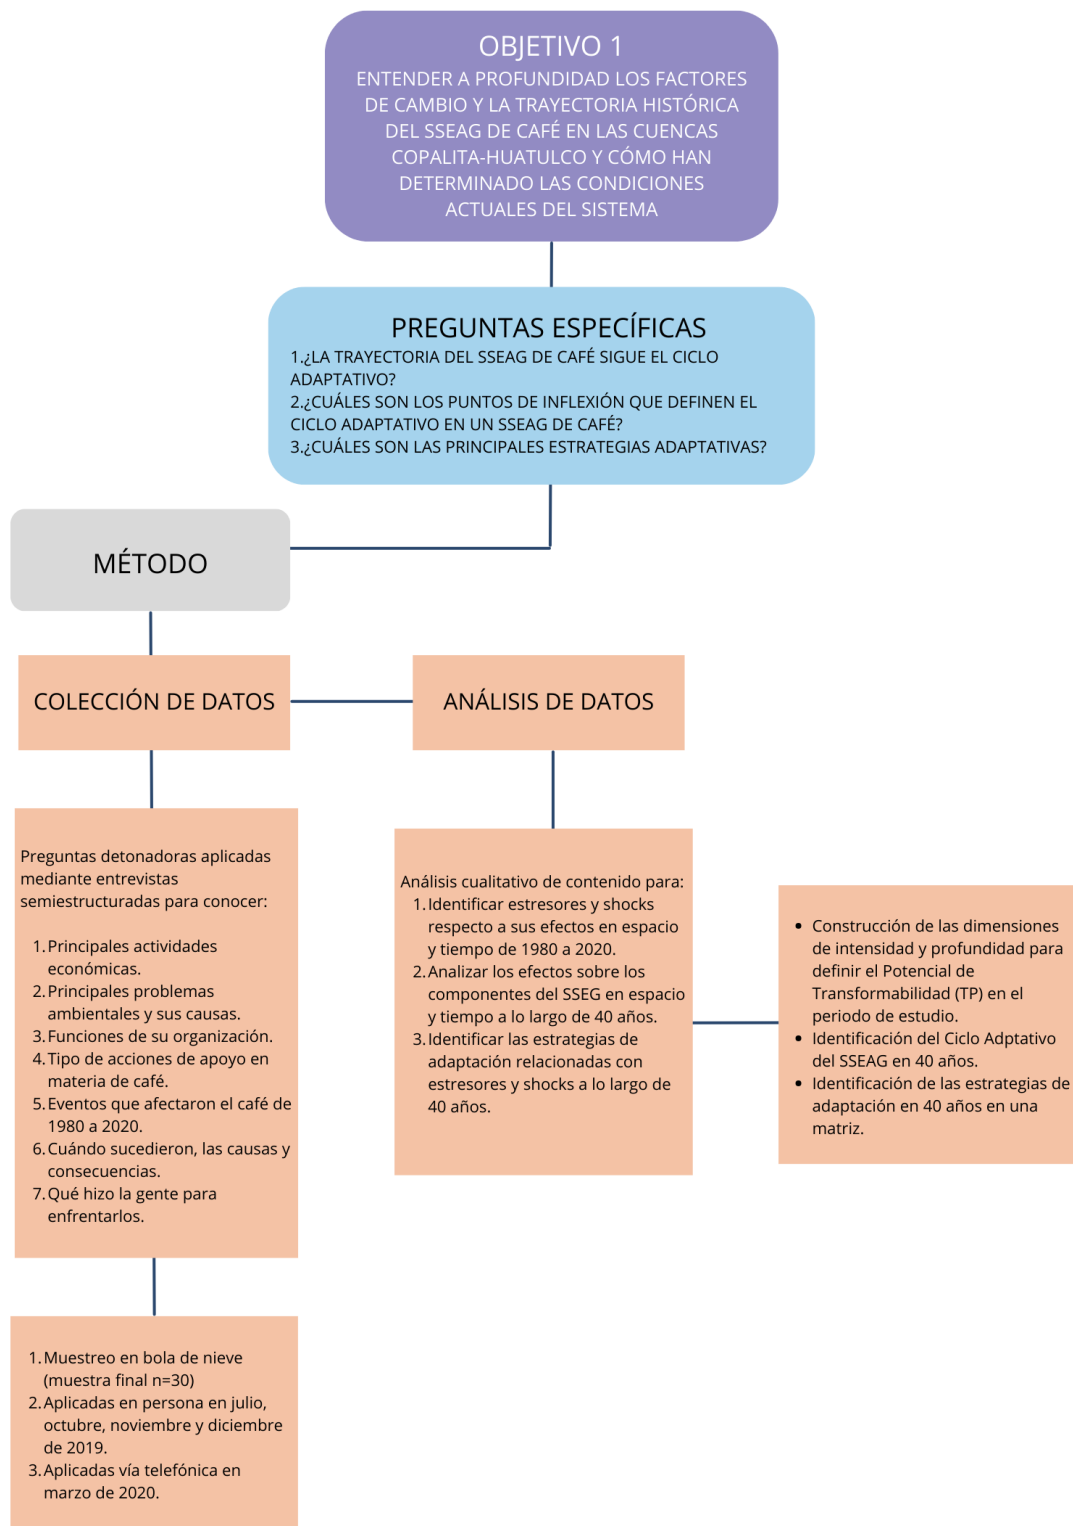 OBJETIVO 1
ENTENDER A PROFUNDIDAD LOS FACTORES
DE CAMBIO Y LA TRAYECTORIA HISTÓRICA
DEL SSEAG DE CAFÉ EN LAS CUENCAS
COPALITA-HUATULCO Y CÓMO HAN
DETERMINADO LAS CONDICIONES
ACTUALES DEL SISTEMA
PREGUNTAS ESPECÍFICAS
1.¿LA TRAYECTORIA DEL SSEAG DE CAFÉ SIGUE EL CICLO
ADAPTATIVO?
2.¿CUÁLES SON LOS PUNTOS DE INFLEXIÓN QUE DEFINEN EL
CICLO ADAPTATIVO EN UN SSEAG DE CAFÉ?
3.¿CUÁLES SON LAS PRINCIPALES ESTRATEGIAS ADAPTATIVAS?
MÉTODO
COLECCIÓN DE DATOS
ANÁLISIS DE DATOS
Preguntas detonadoras aplicadas
mediante entrevistas
semiestructuradas para conocer:
1. Principales actividades
económicas.
2. Principales problemas
ambientales y sus causas.
3. Funciones de su organización.
4. Tipo de acciones de apoyo en
materia de café.
5. Eventos que afectaron el café de
1980 a 2020.
6. Cuándo sucedieron, las causas y
consecuencias.
7. Qué hizo la gente para
enfrentarlos.
1. Muestreo en bola de nieve
(muestra final n=30)
2. Aplicadas en persona en julio,
octubre, noviembre y diciembre
de 2019.
3. Aplicadas vía telefónica en
marzo de 2020.
Análisis cualitativo de contenido para:
1. Identificar estresores y shocks
respecto a sus efectos en espacio
y tiempo de 1980 a 2020.
2. Analizar los efectos sobre los
componentes del SSEG en espacio
y tiempo a lo largo de 40 años.
3. Identificar las estrategias de
adaptación relacionadas con
estresores y shocks a lo largo de
40 años.
• Construcción de las dimensiones
de intensidad y profundidad para
definir el Potencial de
Transformabilidad (TP) en el
periodo de estudio.
• Identificación del Ciclo Adptativo
del SSEAG en 40 años.
• Identificación de las estrategias de
adaptación en 40 años en una
matriz.